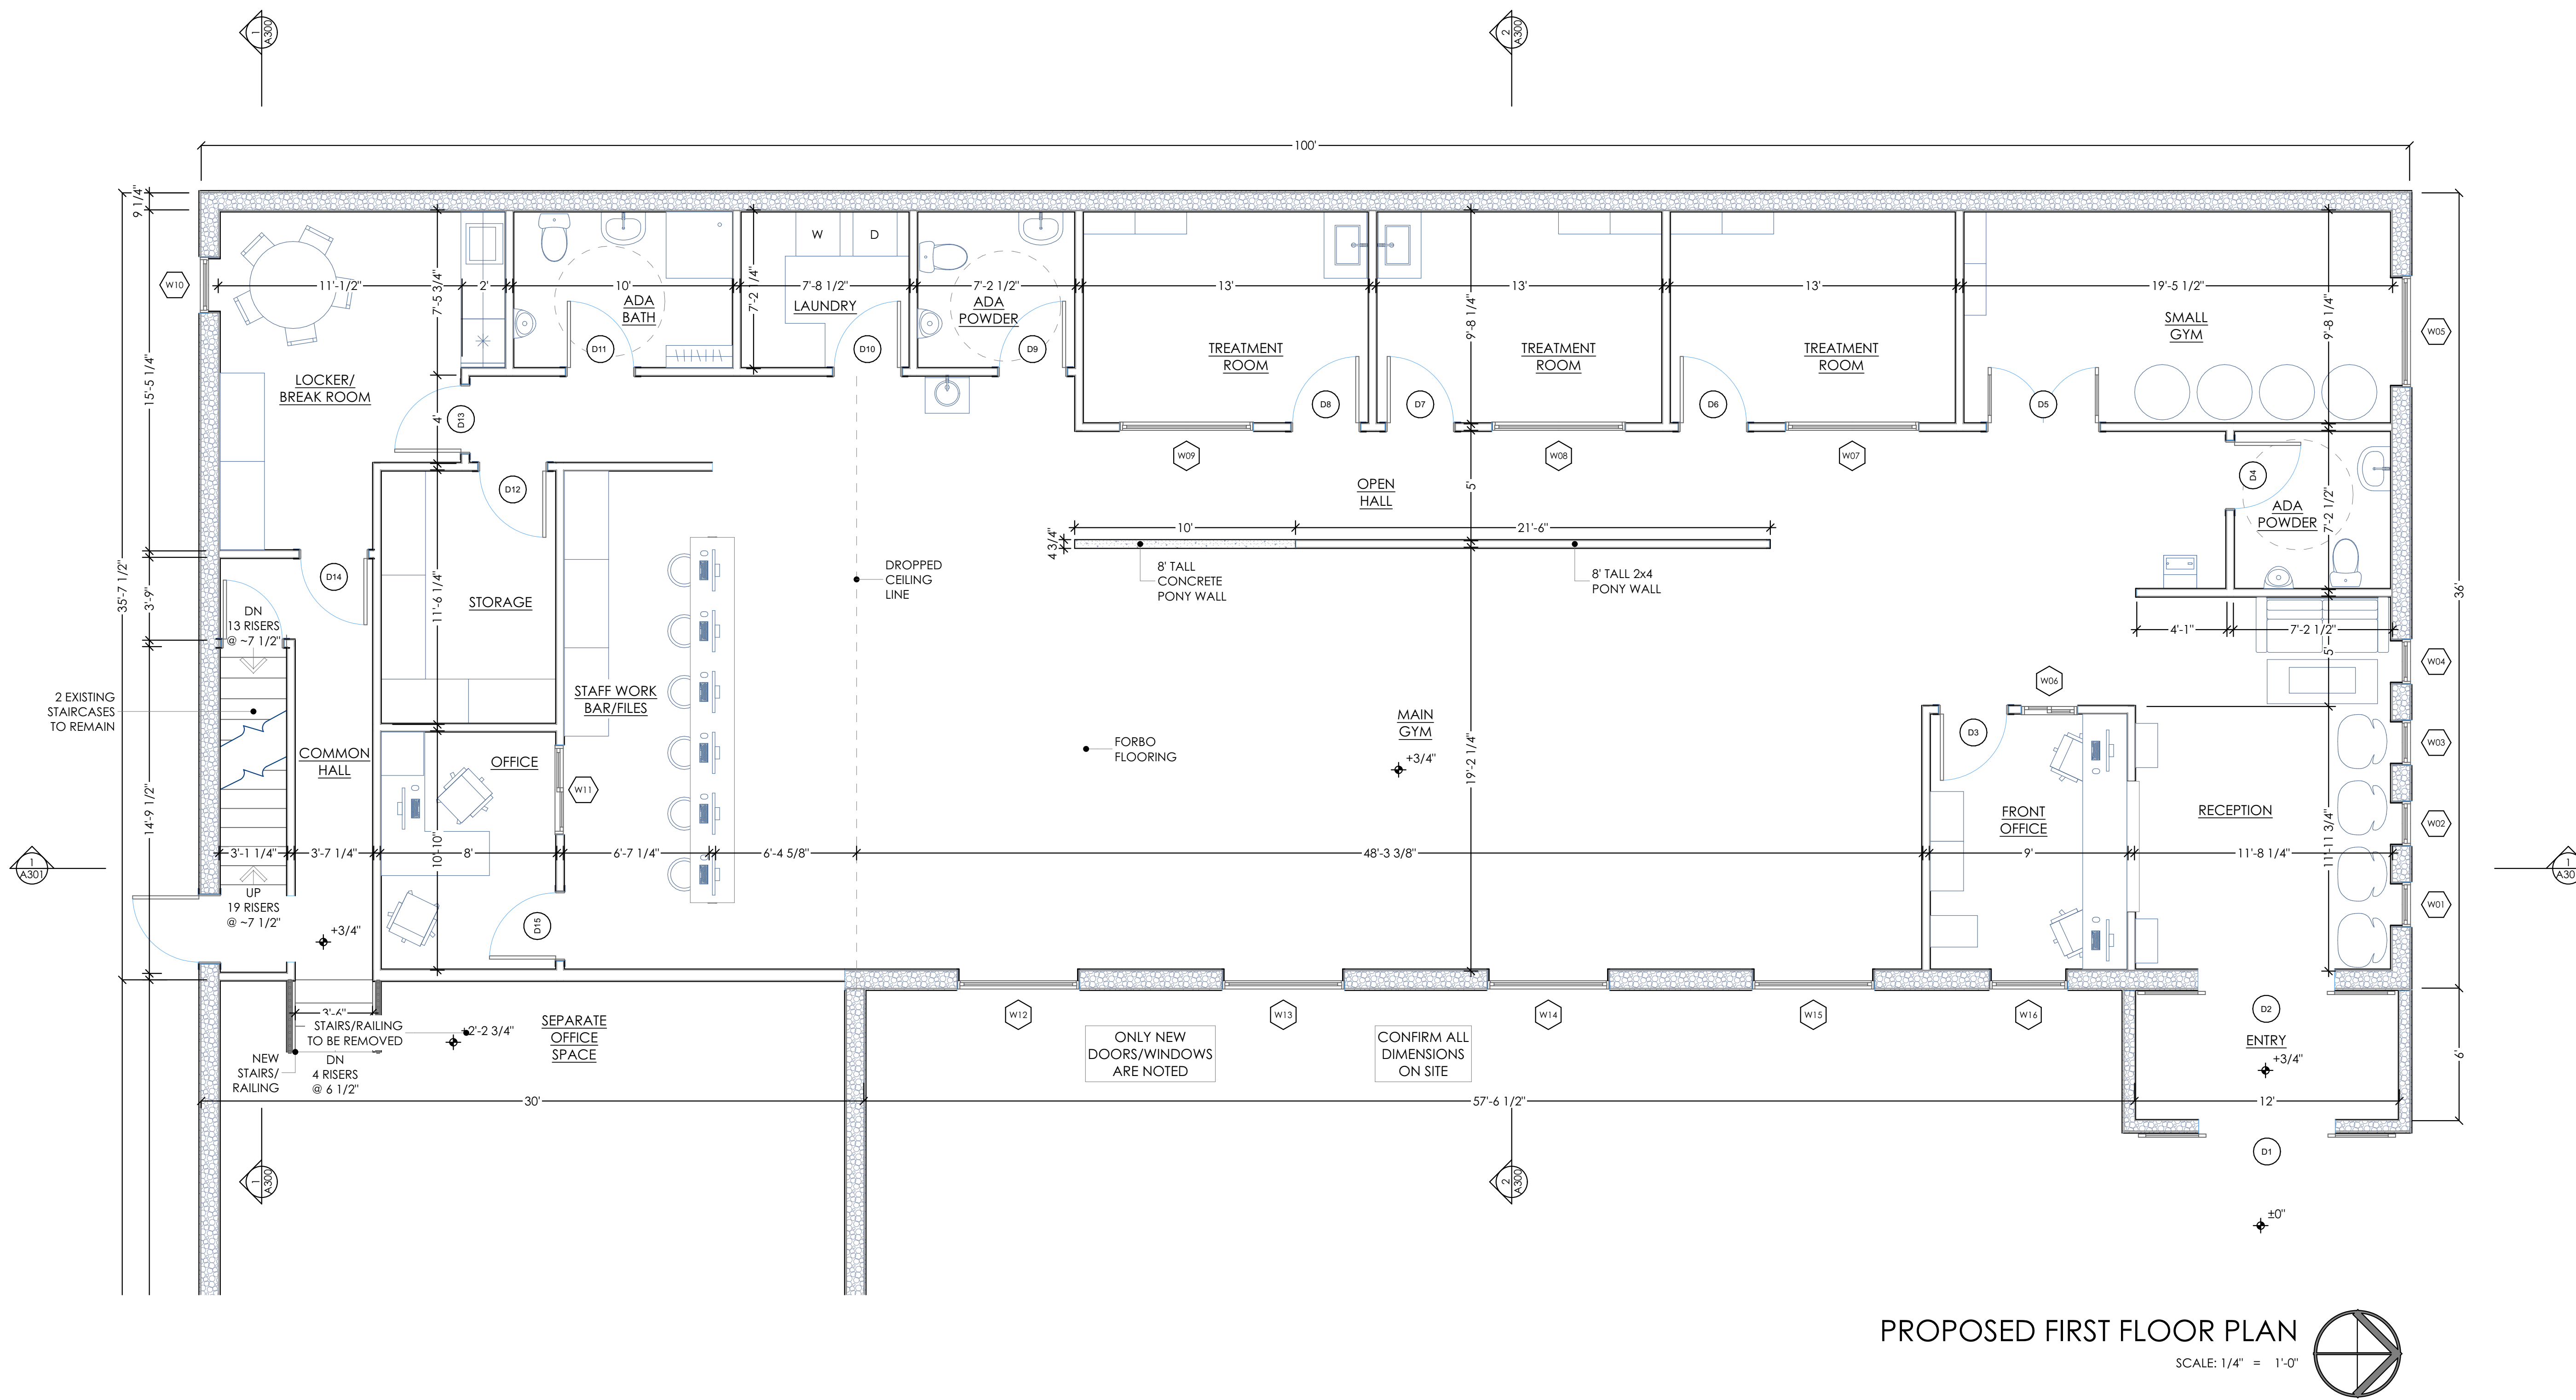 1
A300
2
A300
100'
9 1/4"
W10
11'-1/2"
7'-5 3/4"
2'
10'
ADA
BATH
D11
7'-2 1/4"
W
D
7'-8 1/2"
LAUNDRY
D10
7'-2 1/2"
ADA
POWDER
D9
13'
TREATMENT
ROOM
D8
13'
9'-8 1/4"
TREATMENT
ROOM
D7
13'
TREATMENT
ROOM
D6
19'-5 1/2"
SMALL
GYM
9'-8 1/4"
D5
W05
LOCKER/
BREAK ROOM
15'-5 1/4"
4'
D13
D12
W09
W08
W07
OPEN
HALL
5'
D4
ADA
POWDER
7'-2 1/2"
10'
21'-6"
4 3/4"
8' TALL
CONCRETE
PONY WALL
8' TALL 2x4
PONY WALL
DROPPED
CEILING
LINE
35'-7 1/2"
3'-9"
D14
DN
13 RISERS
@ ~7 1/2"
11'-6 1/4"
STORAGE
36'
4'-1"
7'-2 1/2"
5'
W04
W06
2 EXISTING
STAIRCASES
TO REMAIN
STAFF WORK
BAR/FILES
COMMON
HALL
OFFICE
W11
FORBO
FLOORING
MAIN
GYM
+3/4"
19'-2 1/4"
D3
W03
FRONT
OFFICE
RECEPTION
W02
14'-9 1/2"
3'-1 1/4"
3'-7 1/4"
10'-10"
8'
6'-7 1/4"
6'-4 5/8"
48'-3 3/8"
9'
11'-8 1/4"
11'-11 3/4"
1
A301
1
UP
19 RISERS
@ ~7 1/2"
+3/4"
D15
W01
3'-6"
STAIRS/RAILING
TO BE REMOVED
2'-2 3/4"
NEW
STAIRS/
RAILING
DN
4 RISERS
@ 6 1/2"
SEPARATE
OFFICE
SPACE
W12
W13
W14
W15
W16
ONLY NEW
DOORS/WINDOWS
ARE NOTED
CONFIRM ALL
DIMENSIONS
ON SITE
D2
ENTRY
+3/4"
6'
30'
57'-6 1/2"
12'
D1
1
A300
2
A300
±0"
PROPOSED FIRST FLOOR PLAN
SCALE: 1/4" = 1'-0"